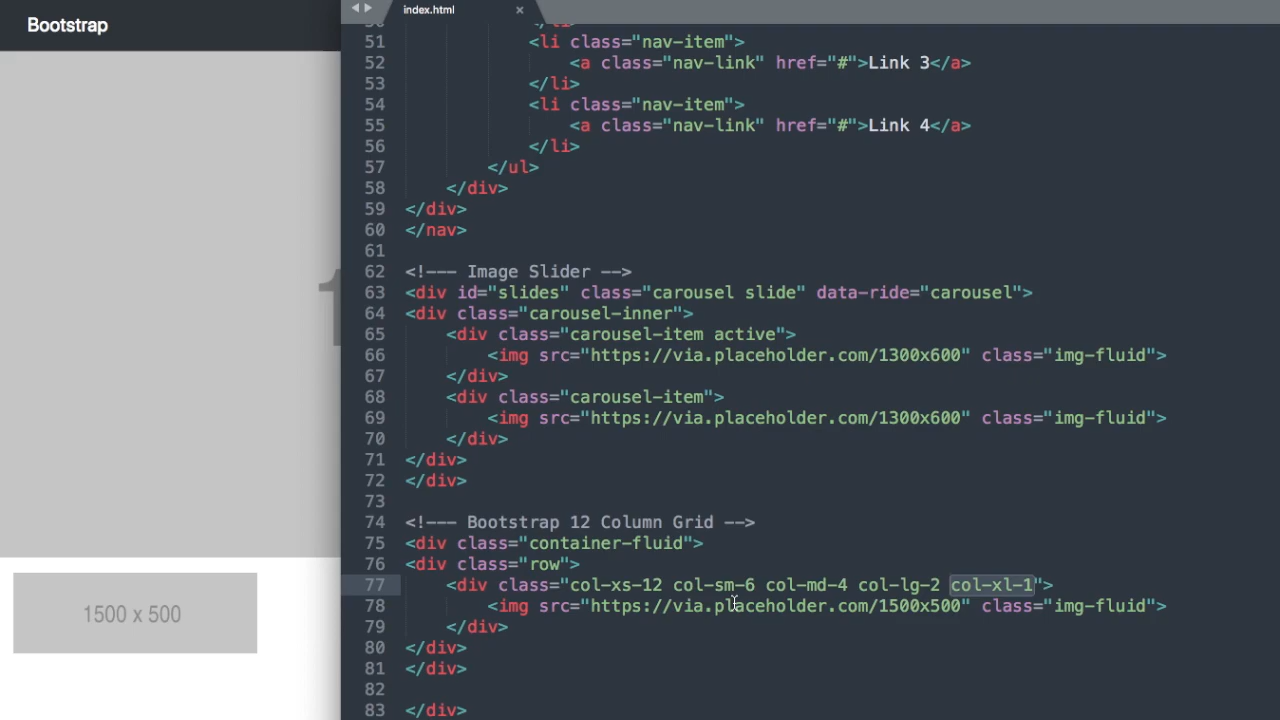 Bootstrap
index.html
51 <li class="nav-item">
52 <a class="nav-link" href="#">Link 3</a>
53 </li>
54 <li class="nav-item">
55 <a class="nav-link" href="#">Link 4</a>
56 </li>
57 </ul>
58 </div>
59 </div>
60 </nav>
61
62 <!--- Image Slider -->
63 <div id="slides" class="carousel slide" data-ride="carousel">
64 <div class="carousel-inner">
65 <div class="carousel-item active">
66 <img src="https://via.placeholder.com/1300x600" class="img-fluid">
67 </div>
68 <div class="carousel-item">
69 <img src="https://via.placeholder.com/1300x600" class="img-fluid">
70 </div>
71 </div>
72 </div>
73
74 <!--- Bootstrap 12 Column Grid -->
75 <div class="container-fluid">
76 <div class="row">
77 <div class="col-xs-12 col-sm-6 col-md-4 col-lg-2 col-xl-1">
78 <img src="https://via.placeholder.com/1500x500" class="img-fluid">
79 </div>
80 </div>
81 </div>
82
83 </div>
1500 x 500